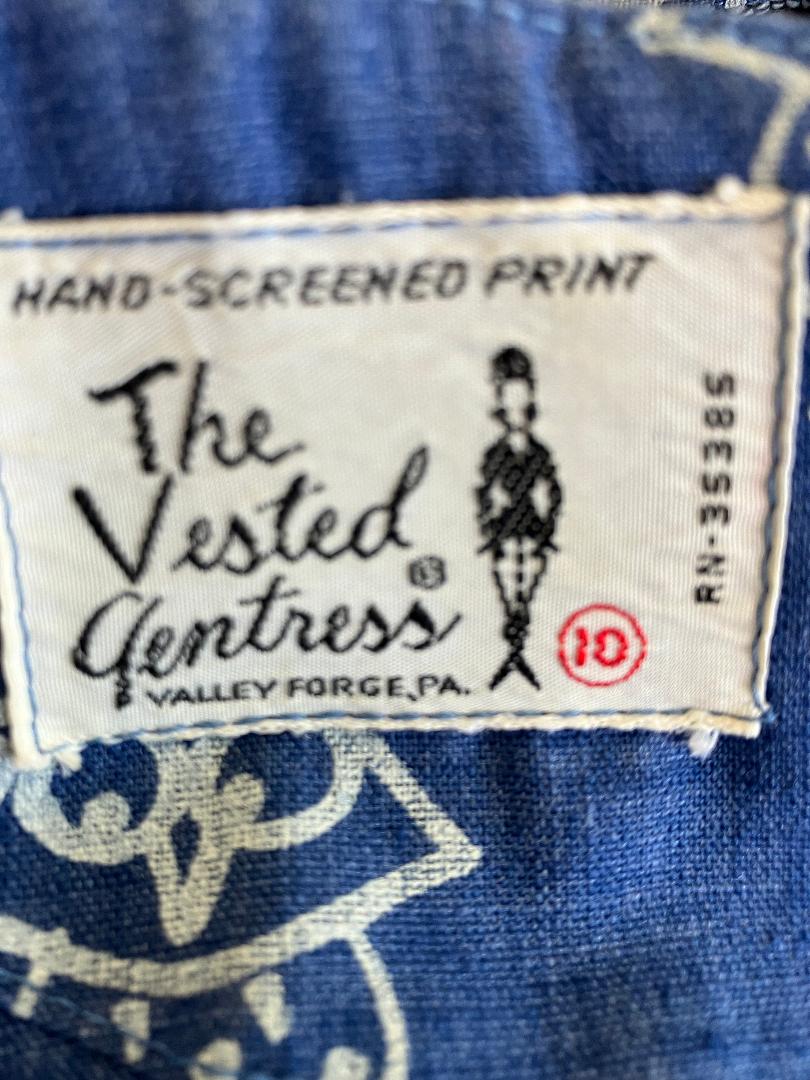 HAND-SCREENED PRINT
The
Vested
Gentress®
VALLEY FORGE, PA.
10
RN-35385